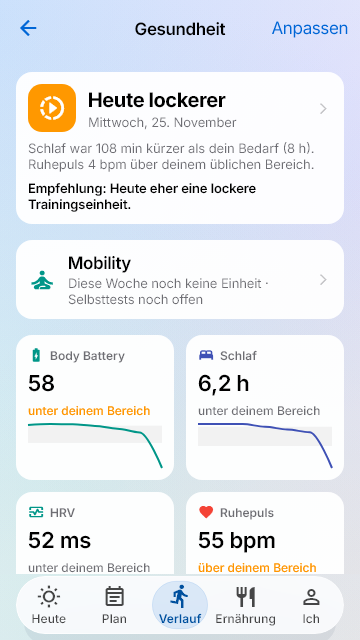 Gesundheit
Anpassen
Heute lockerer
Mittwoch, 25. November
Schlaf war 108 min kürzer als dein Bedarf (8 h).
Ruhepuls 4 bpm über deinem üblichen Bereich.
Empfehlung: Heute eher eine lockere
Trainingseinheit.
Mobility
Diese Woche noch keine Einheit ·
Selbsttests noch offen
Body Battery
58
unter deinem Bereich
Schlaf
6,2 h
unter deinem Bereich
HRV
52 ms
unter deinem Bereich
Ruhepuls
55 bpm
über deinem Bereich
Heute
Plan
Verlauf
Ernährung
Ich